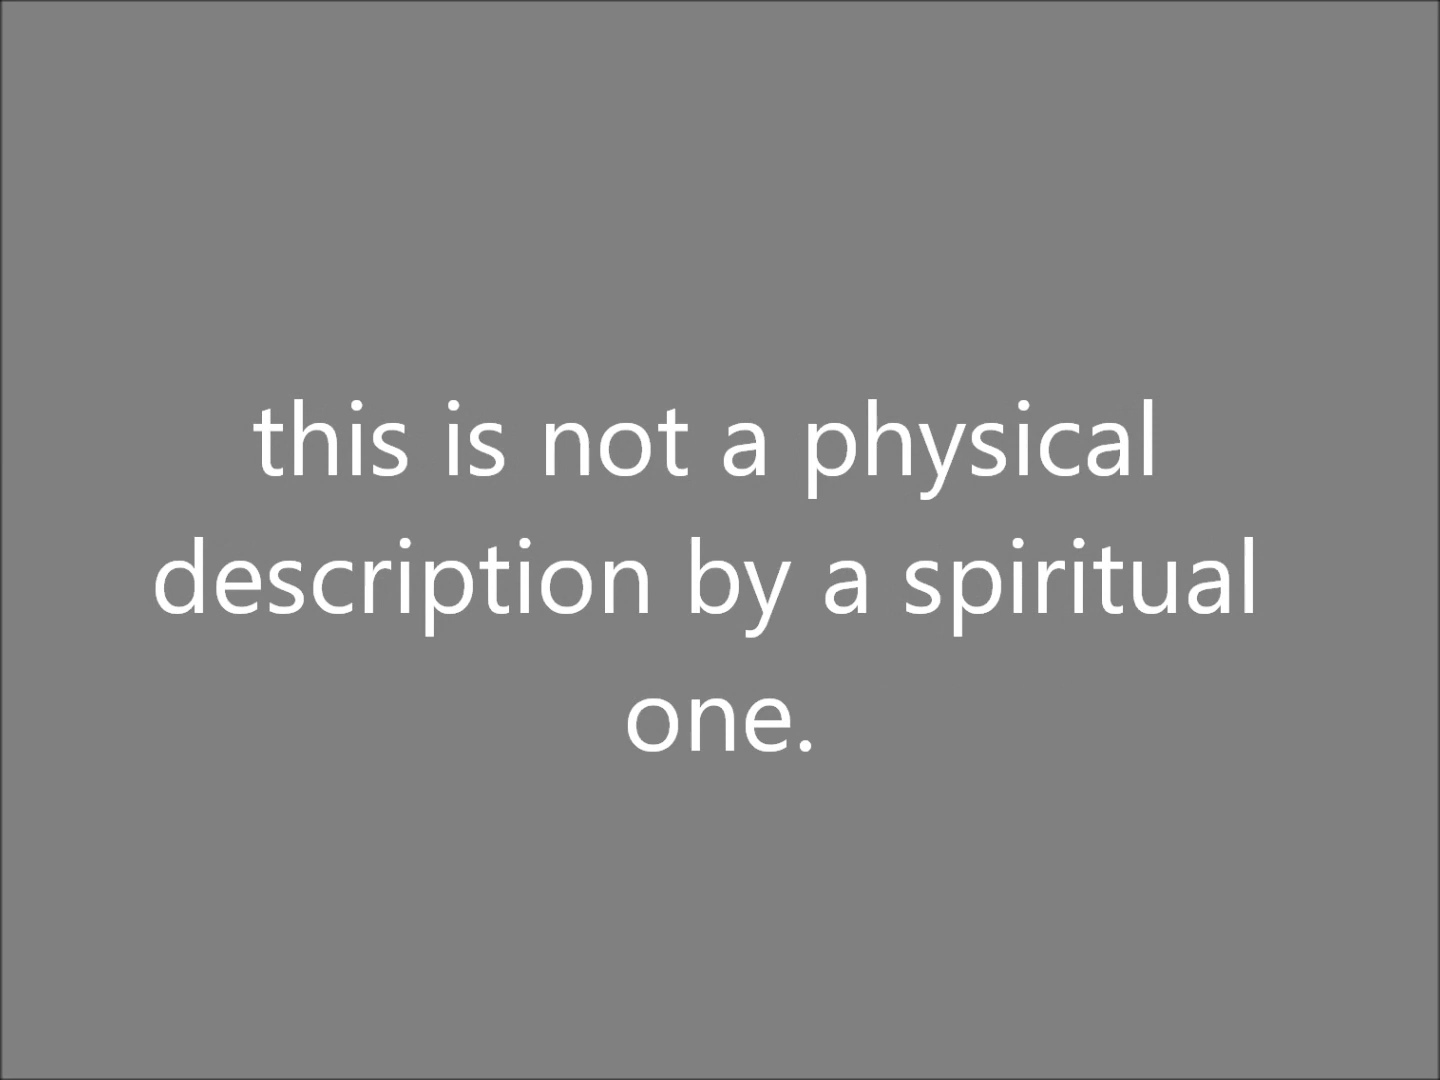 this is not a physical
description by a spiritual
one.